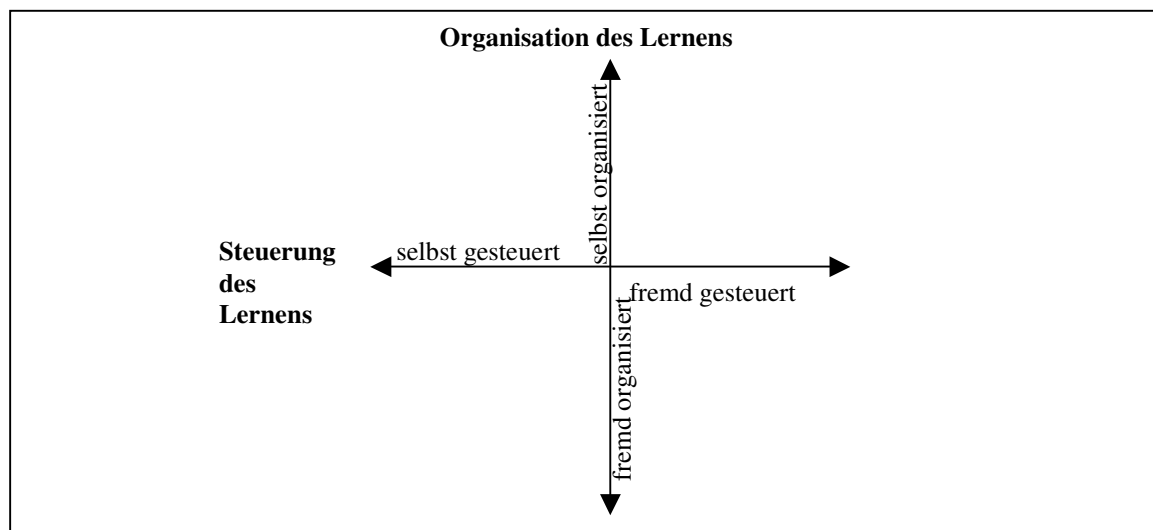 Organisation des Lernens
selbst organisiert
Steuerung
des
Lernens
selbst gesteuert
fremd gesteuert
fremd organisiert